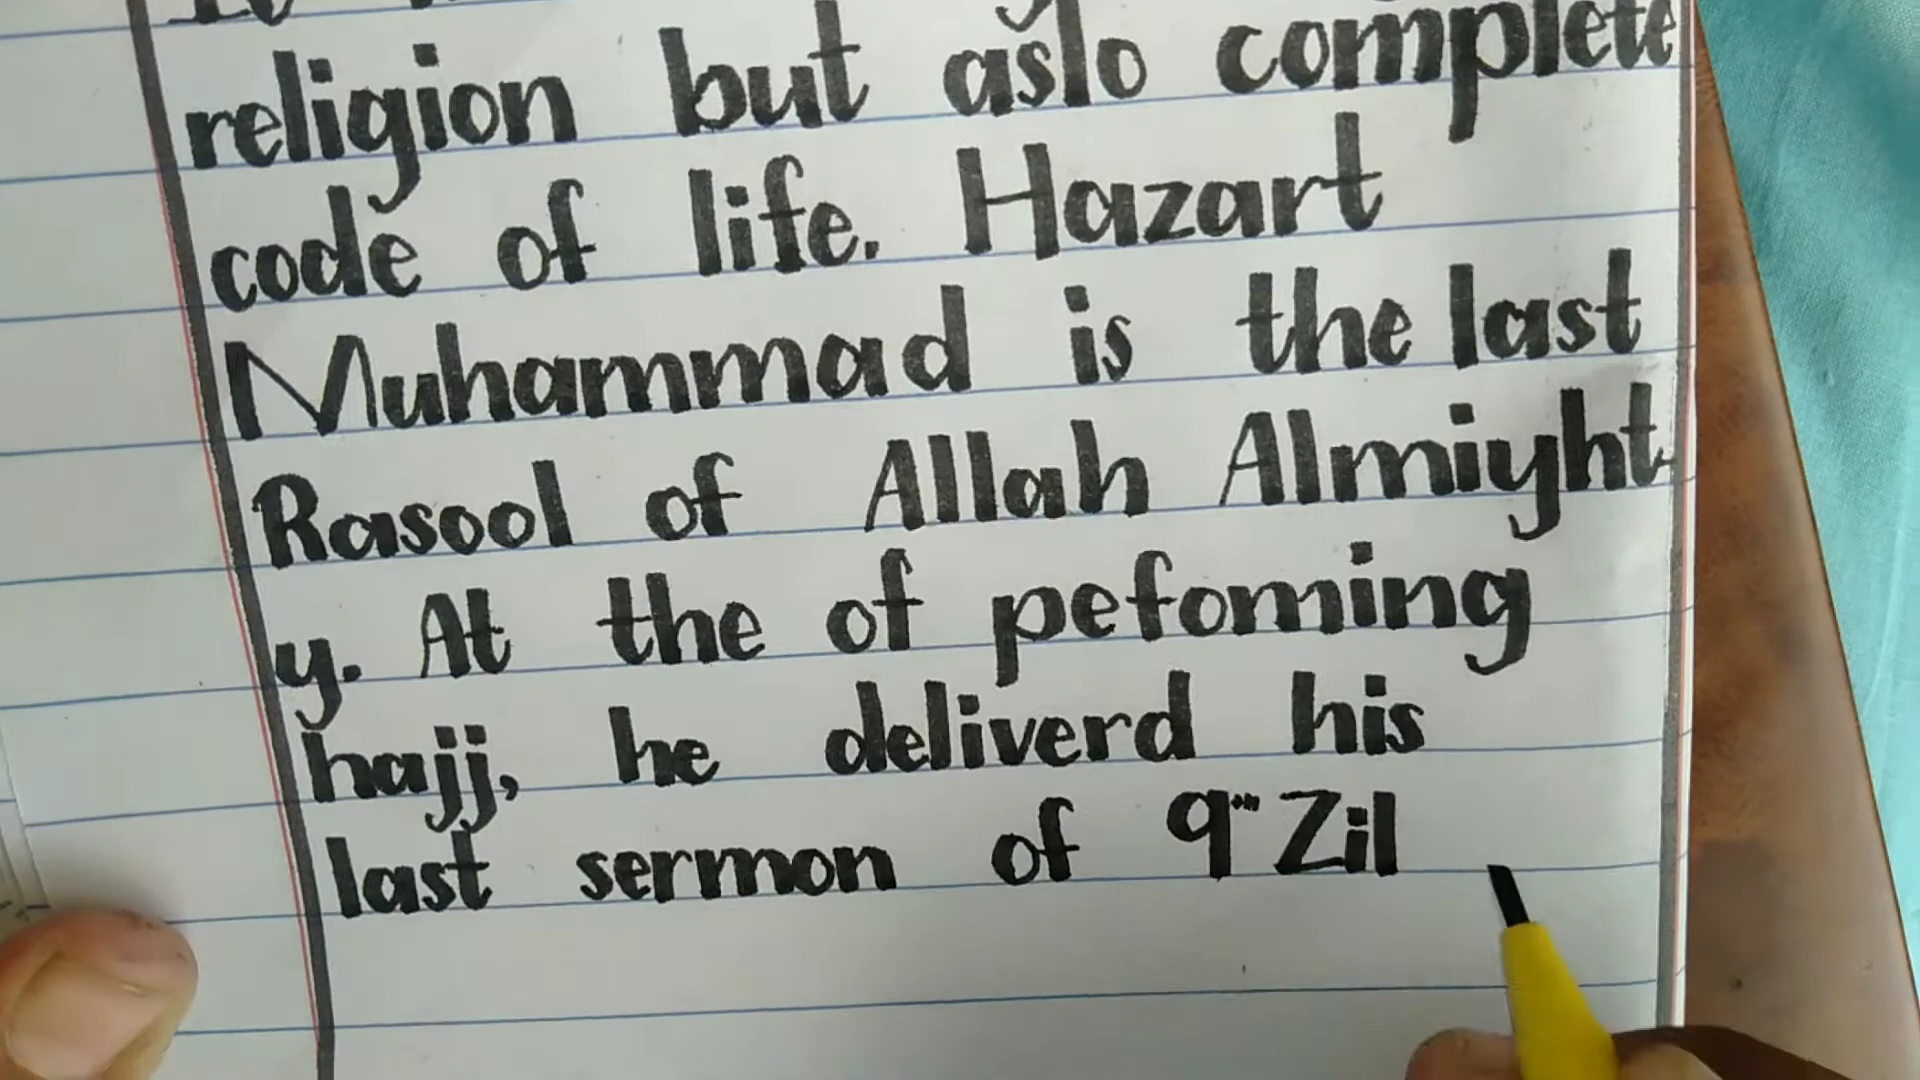 religion but aslo complete
code of life. Hazart
Muhammad is the last
Rasool of Allah Almiyht
y. At the of pefoming
hajj, he deliverd his
last sermon of 9th Zil